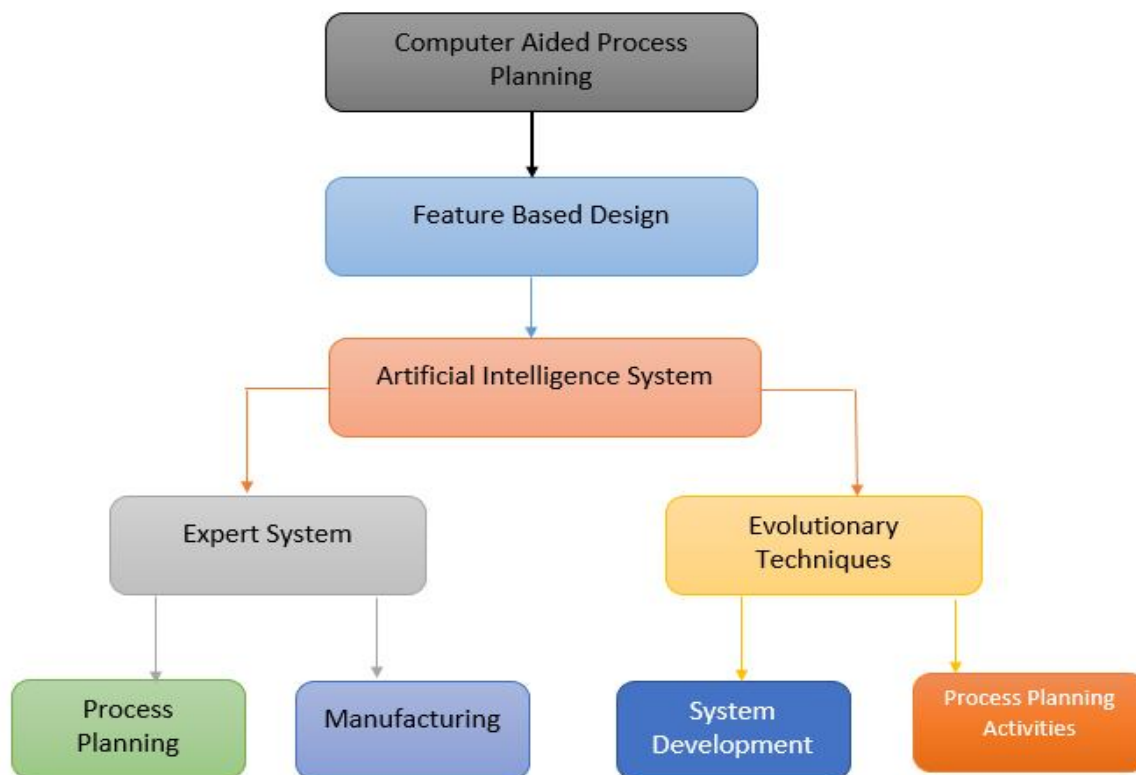 Computer Aided Process
Planning
Feature Based Design
Artificial Intelligence System
Expert System
Evolutionary
Techniques
Process
Planning
Manufacturing
System
Development
Process Planning
Activities